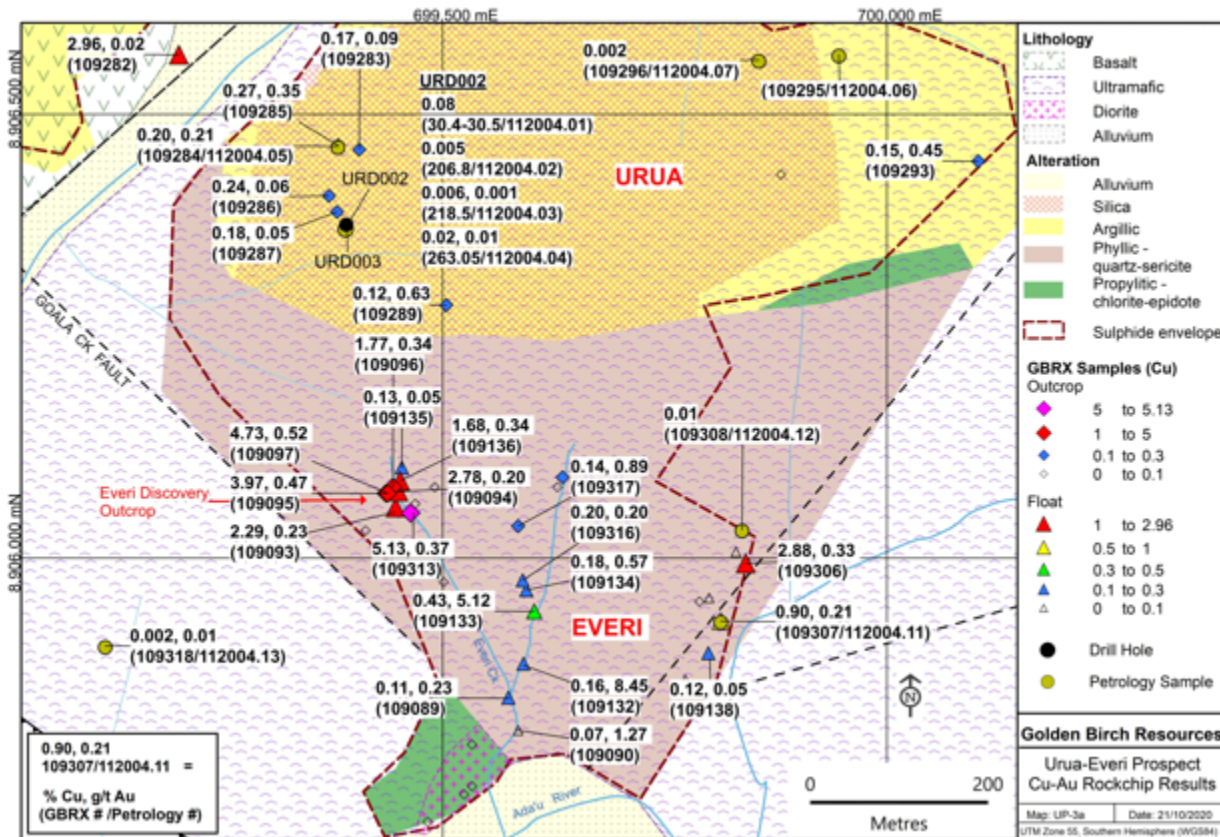 699,500 mE
700,000 mE
8,906,500 mN
8,906,000 mN
2.96, 0.02
(109282)
0.17, 0.09
(109283)
0.27, 0.35
(109285)
0.20, 0.21
(109284/112004.05)
0.24, 0.06
(109286)
0.18, 0.05
(109287)
URD002
URD003
URD002
0.08
(30.4-30.5/112004.01)
0.005
(206.8/112004.02)
0.006, 0.001
(218.5/112004.03)
0.02, 0.01
(263.05/112004.04)
0.002
(109296/112004.07)
(109295/112004.06)
0.15, 0.45
(109293)
URUA
0.12, 0.63
(109289)
GOALA CK FAULT
1.77, 0.34
(109096)
0.13, 0.05
(109135)
1.68, 0.34
(109136)
4.73, 0.52
(109097)
2.78, 0.20
(109094)
Everi Discovery
Outcrop
3.97, 0.47
(109095)
2.29, 0.23
(109093)
5.13, 0.37
(109313)
0.14, 0.89
(109317)
0.20, 0.20
(109316)
0.18, 0.57
(109134)
0.43, 5.12
(109133)
EVERI
0.01
(109308/112004.12)
2.88, 0.33
(109306)
0.90, 0.21
(109307/112004.11)
0.002, 0.01
(109318/112004.13)
Everi Ck
0.11, 0.23
(109089)
0.16, 8.45
(109132)
0.12, 0.05
(109138)
0.07, 1.27
(109090)
Ada'u River
N
0 200
Metres
0.90, 0.21
109307/112004.11 =
% Cu, g/t Au
(GBRX # /Petrology #)
Lithology
Basalt
Ultramafic
Diorite
Alluvium
Alteration
Alluvium
Silica
Argillic
Phyllic -
quartz-sericite
Propylitic -
chlorite-epidote
Sulphide envelope
GBRX Samples (Cu)
Outcrop
5 to 5.13
1 to 5
0.1 to 0.3
0 to 0.1
Float
1 to 2.96
0.5 to 1
0.3 to 0.5
0.1 to 0.3
0 to 0.1
Drill Hole
Petrology Sample
Golden Birch Resources
Urua-Everi Prospect
Cu-Au Rockchip Results
Map: UP-3a Date: 21/10/2020
UTM Zone 55, Southern Hemisphere (WGS84)